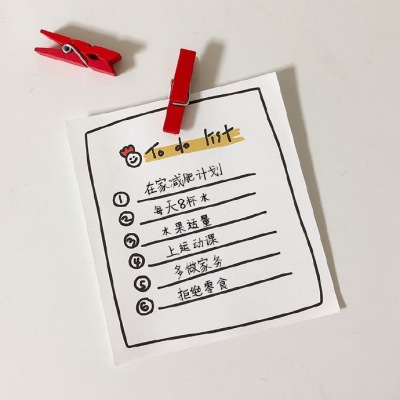 To do list
① 在家减肥计划
② 每天8杯水
③ 水果适量
④ 上运动课
⑤ 多做家务
⑥ 拒绝零食